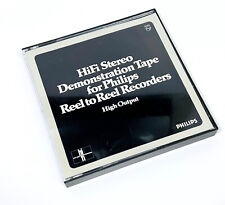 HiFi Stereo
Demonstration Tape
for Philips
Reel to Reel Recorders
High Output
PHILIPS